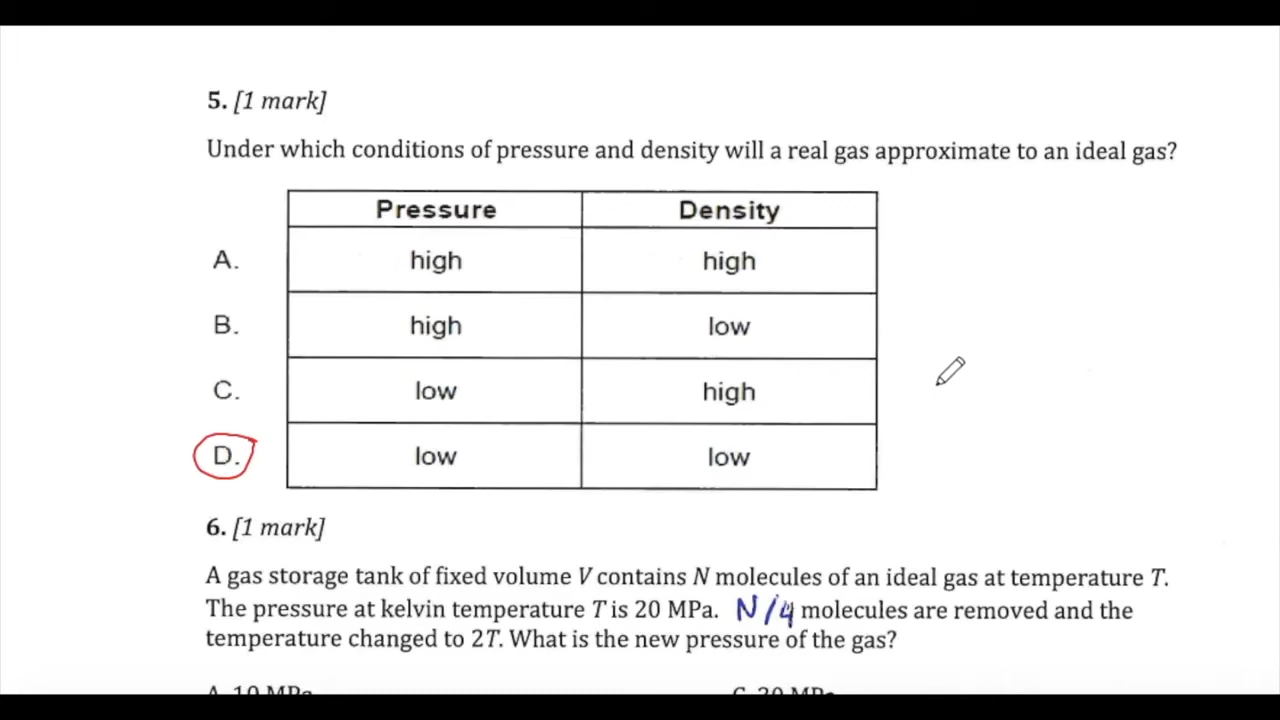 5. [1 mark]
Under which conditions of pressure and density will a real gas approximate to an ideal gas?
Pressure Density
A. high high
B. high low
C. low high
D. low low
6. [1 mark]
A gas storage tank of fixed volume V contains N molecules of an ideal gas at temperature T.
The pressure at kelvin temperature T is 20 MPa. N/4 molecules are removed and the
temperature changed to 2T. What is the new pressure of the gas?